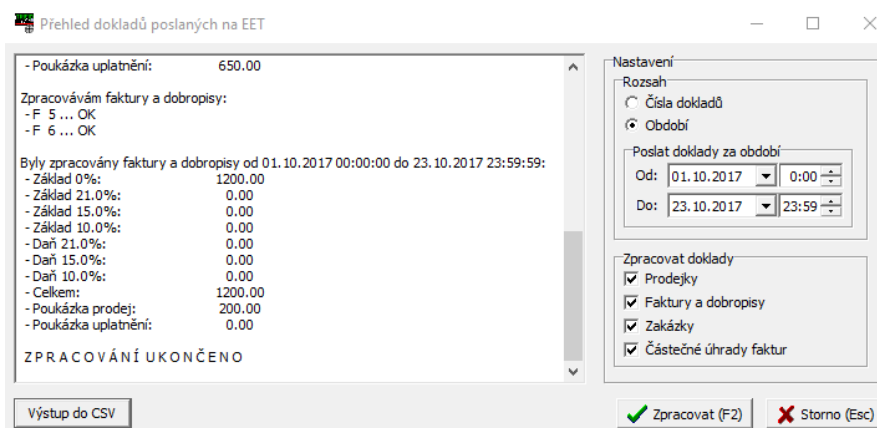 Přehled dokladů poslaných na EET
- Poukázka uplatnění: 650.00
Zpracovávám faktury a dobropisy:
- F 5 ... OK
- F 6 ... OK
Byly zpracovány faktury a dobropisy od 01.10.2017 00:00:00 do 23.10.2017 23:59:59:
- Základ 0%: 1200.00
- Základ 21.0%: 0.00
- Základ 15.0%: 0.00
- Základ 10.0%: 0.00
- Daň 21.0%: 0.00
- Daň 15.0%: 0.00
- Daň 10.0%: 0.00
- Celkem: 1200.00
- Poukázka prodej: 200.00
- Poukázka uplatnění: 0.00
Z P R A C O V Á N Í U K O N Č E N O
Nastavení
Rozsah
Čísla dokladů
Období
Poslat doklady za období
Od: 01.10.2017 0:00
Do: 23.10.2017 23:59
Zpracovat doklady
Prodejky
Faktury a dobropisy
Zakázky
Částečné úhrady faktur
Výstup do CSV
Zpracovat (F2)
Storno (Esc)